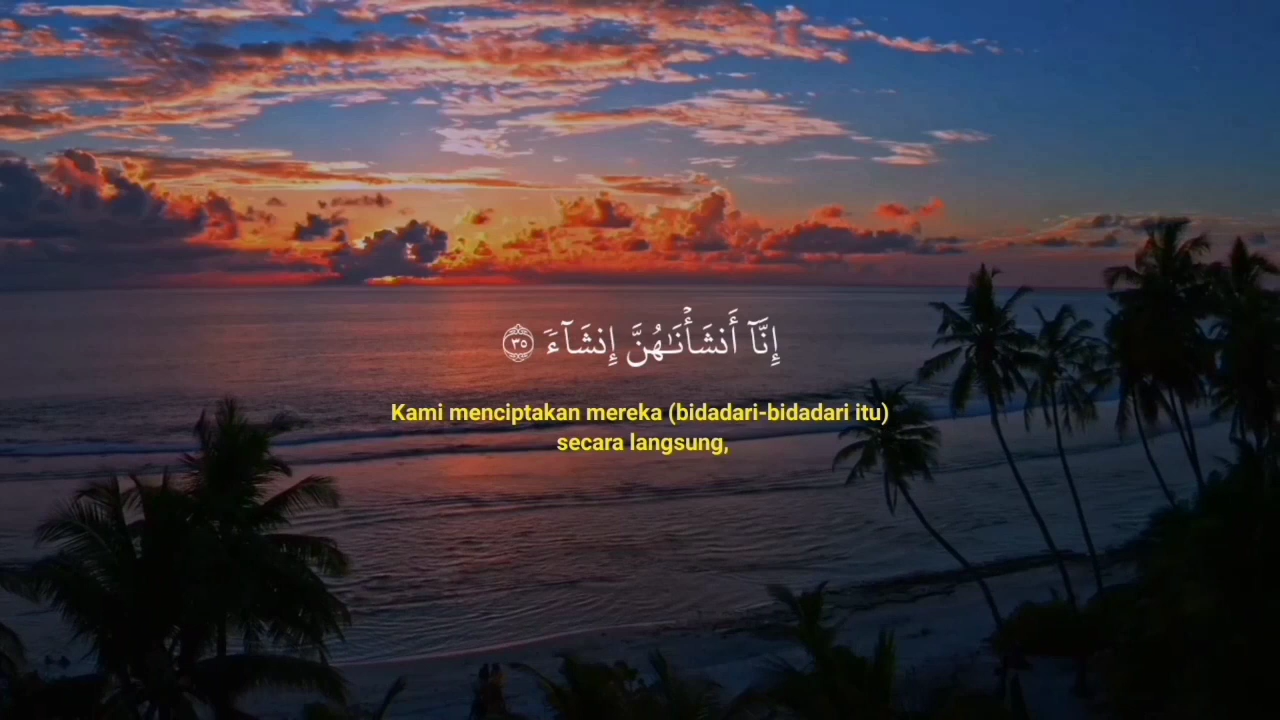 إِنَّآ أَنشَأْنَـٰهُنَّ إِنشَآءً ٣٥
Kami menciptakan mereka (bidadari-bidadari itu)
secara langsung,